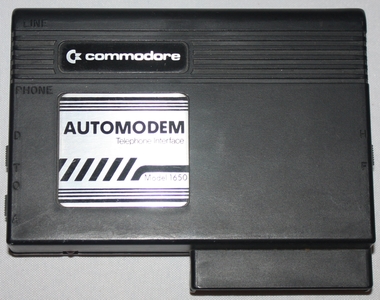 LINE
commodore
PHONE
AUTOMODEM
Telephone Interface
Model 1650
D
T
O
A